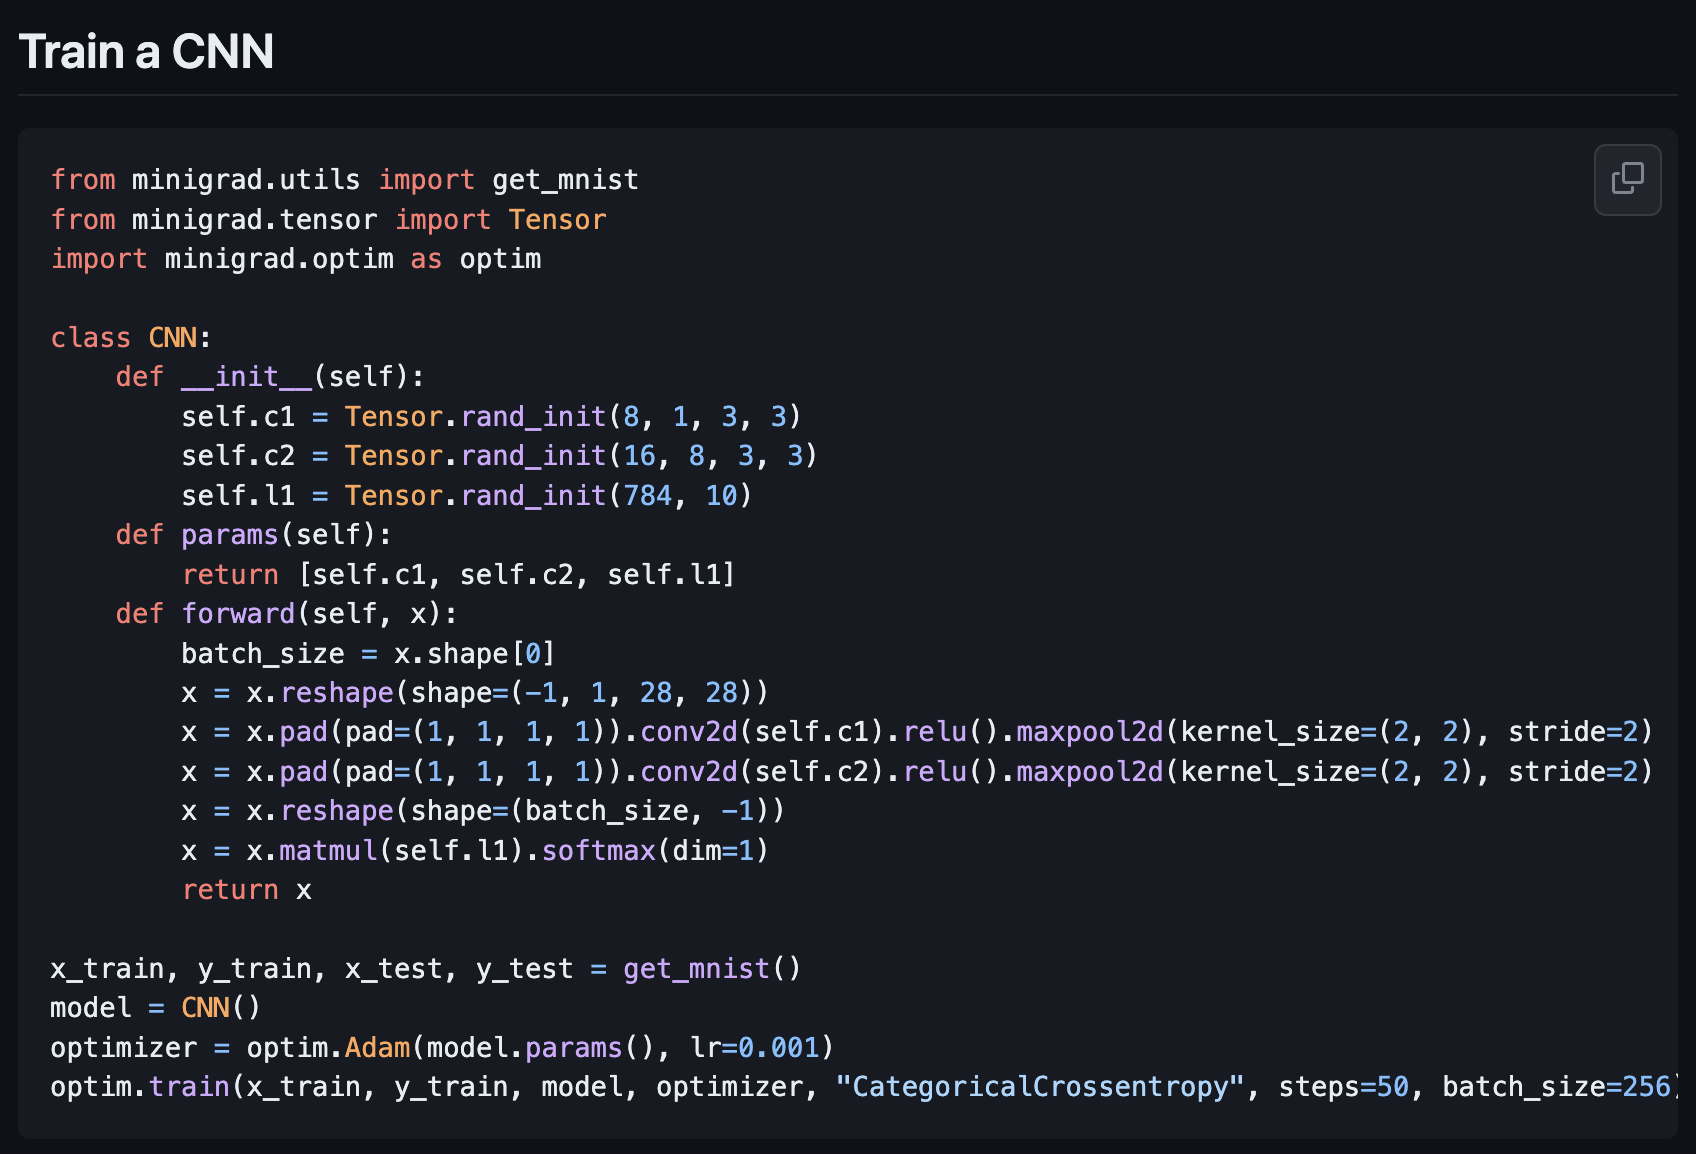 Train a CNN
from minigrad.utils import get_mnist
from minigrad.tensor import Tensor
import minigrad.optim as optim

class CNN:
    def __init__(self):
        self.c1 = Tensor.rand_init(8, 1, 3, 3)
        self.c2 = Tensor.rand_init(16, 8, 3, 3)
        self.l1 = Tensor.rand_init(784, 10)
    def params(self):
        return [self.c1, self.c2, self.l1]
    def forward(self, x):
        batch_size = x.shape[0]
        x = x.reshape(shape=(-1, 1, 28, 28))
        x = x.pad(pad=(1, 1, 1, 1)).conv2d(self.c1).relu().maxpool2d(kernel_size=(2, 2), stride=2)
        x = x.pad(pad=(1, 1, 1, 1)).conv2d(self.c2).relu().maxpool2d(kernel_size=(2, 2), stride=2)
        x = x.reshape(shape=(batch_size, -1))
        x = x.matmul(self.l1).softmax(dim=1)
        return x

x_train, y_train, x_test, y_test = get_mnist()
model = CNN()
optimizer = optim.Adam(model.params(), lr=0.001)
optim.train(x_train, y_train, model, optimizer, "CategoricalCrossentropy", steps=50, batch_size=256)